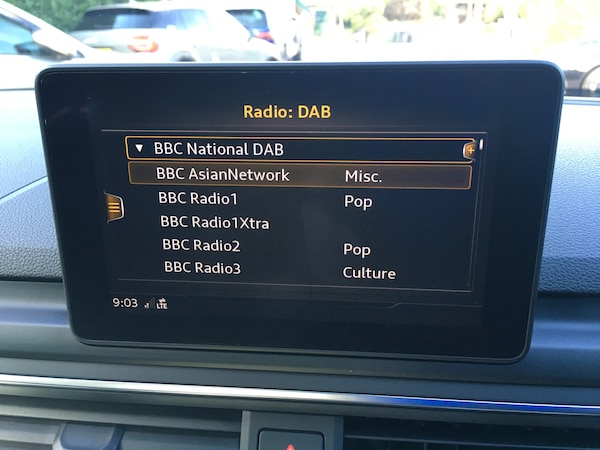 Radio: DAB
▼ BBC National DAB
BBC AsianNetwork Misc.
BBC Radio1 Pop
BBC Radio1Xtra
BBC Radio2 Pop
BBC Radio3 Culture
9:03 LTE